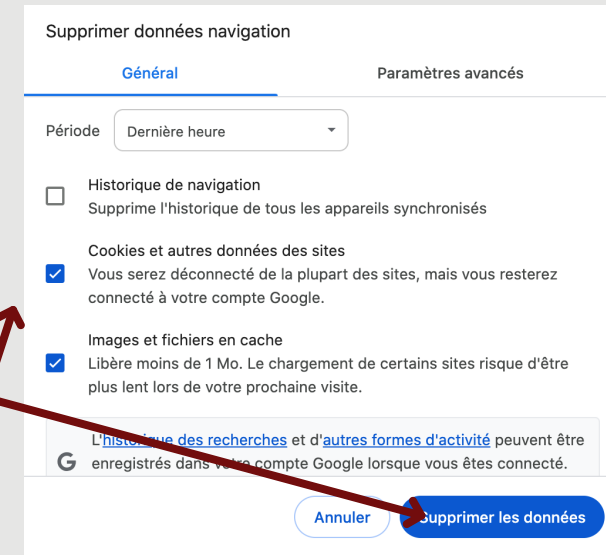 Supprimer données navigation
Général
Paramètres avancés
Période
Dernière heure
Historique de navigation
Supprime l'historique de tous les appareils synchronisés
Cookies et autres données des sites
Vous serez déconnecté de la plupart des sites, mais vous resterez
connecté à votre compte Google.
Images et fichiers en cache
Libère moins de 1 Mo. Le chargement de certains sites risque d'être
plus lent lors de votre prochaine visite.
L'historique des recherches et d'autres formes d'activité peuvent être
enregistrés dans votre compte Google lorsque vous êtes connecté.
Annuler
Supprimer les données